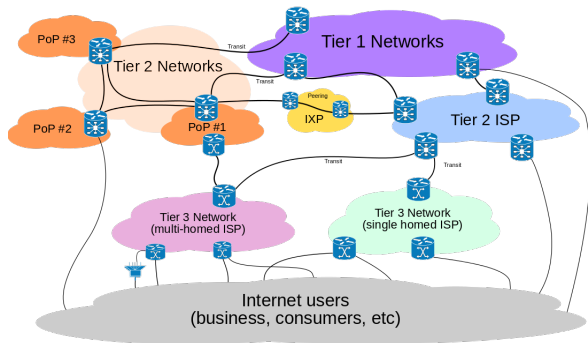 PoP #3
Transit
Tier 1 Networks
Tier 2 Networks
Transit
Peering
IXP
Tier 2 ISP
PoP #2
PoP #1
Transit
Transit
Tier 3 Network
(multi-homed ISP)
Tier 3 Network
(single homed ISP)
Internet users
(business, consumers, etc)